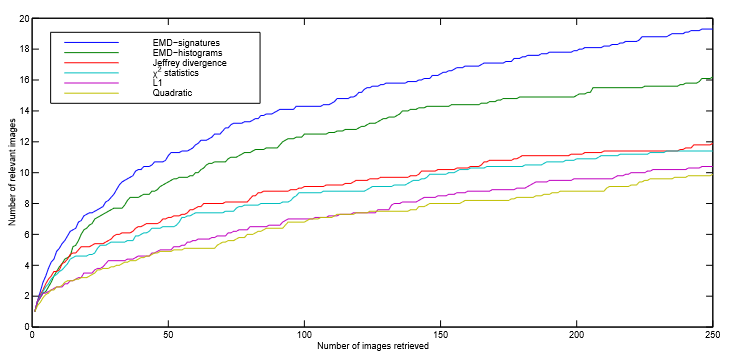 20
18
16
14
12
10
8
6
4
2
0
Number of relevant images
EMD−signatures
EMD−histograms
Jeffrey divergence
χ² statistics
L1
Quadratic
0 50 100 150 200 250
Number of images retrieved